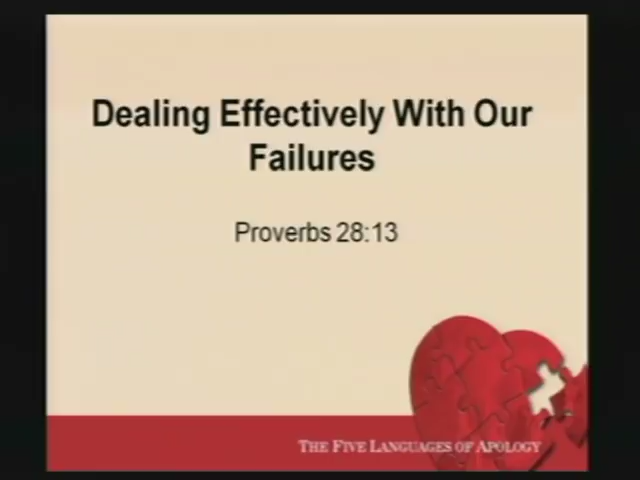 Dealing Effectively With Our
Failures
Proverbs 28:13
THE FIVE LANGUAGES OF APOLOGY